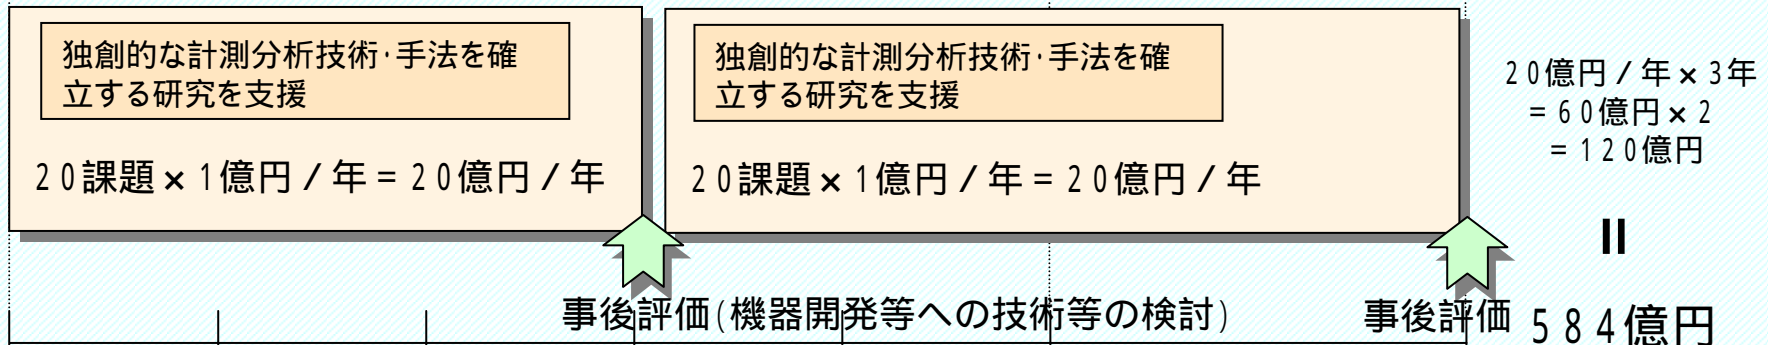 独創的な計測分析技術・手法を確
立する研究を支援
20課題×1億円/年=20億円/年
独創的な計測分析技術・手法を確
立する研究を支援
20課題×1億円/年=20億円/年
20億円/年×3年
=60億円×2
=120億円
=
事後評価(機器開発等への技術等の検討)
事後評価
584億円